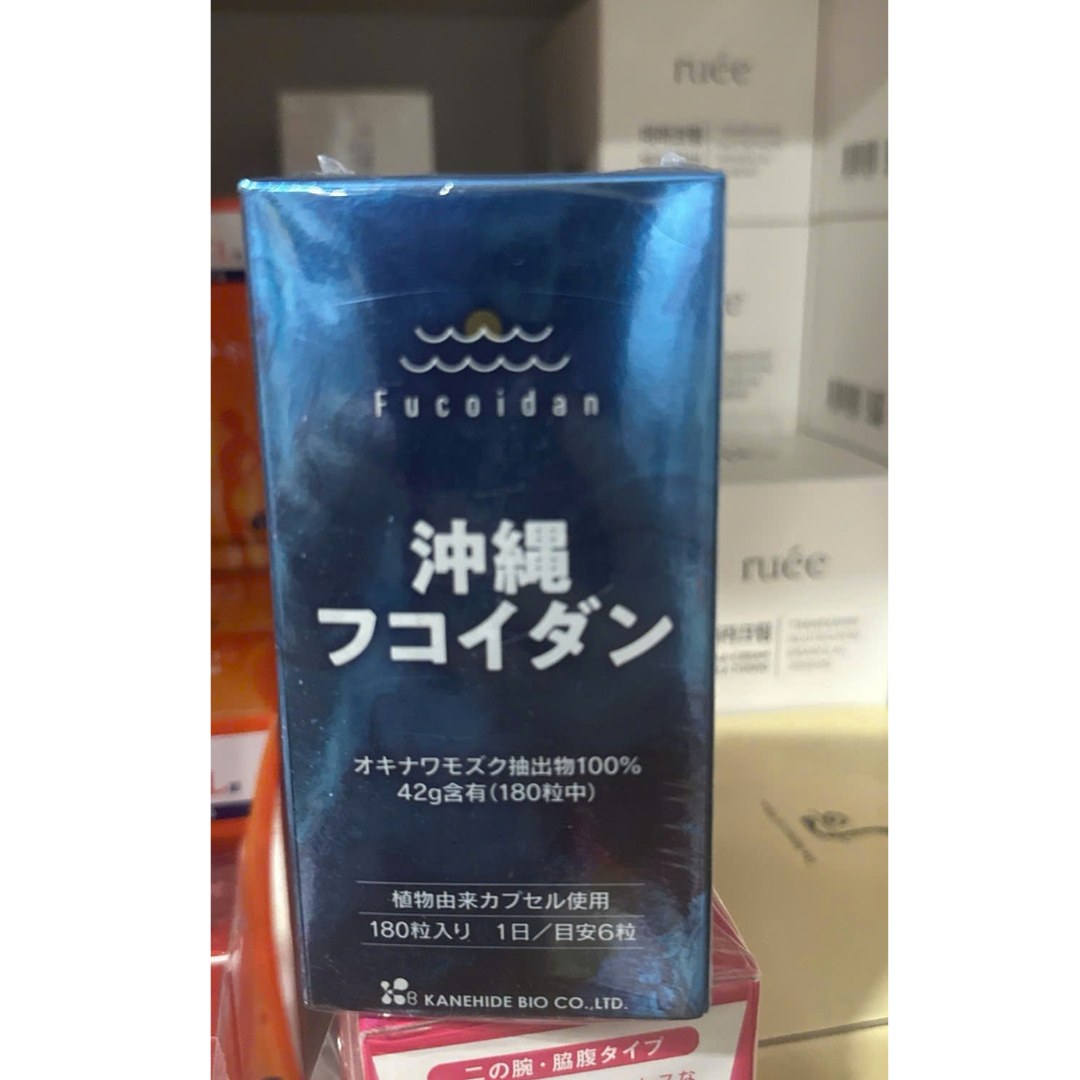 ruée
Fucoidan
沖縄
フコイダン
ruée
オキナワモズク抽出物100%
42g含有(180粒中)
植物由来カプセル使用
180粒入り 1日／目安6粒
KANEHIDE BIO CO.,LTD.
二の腕・脇腹タイプ